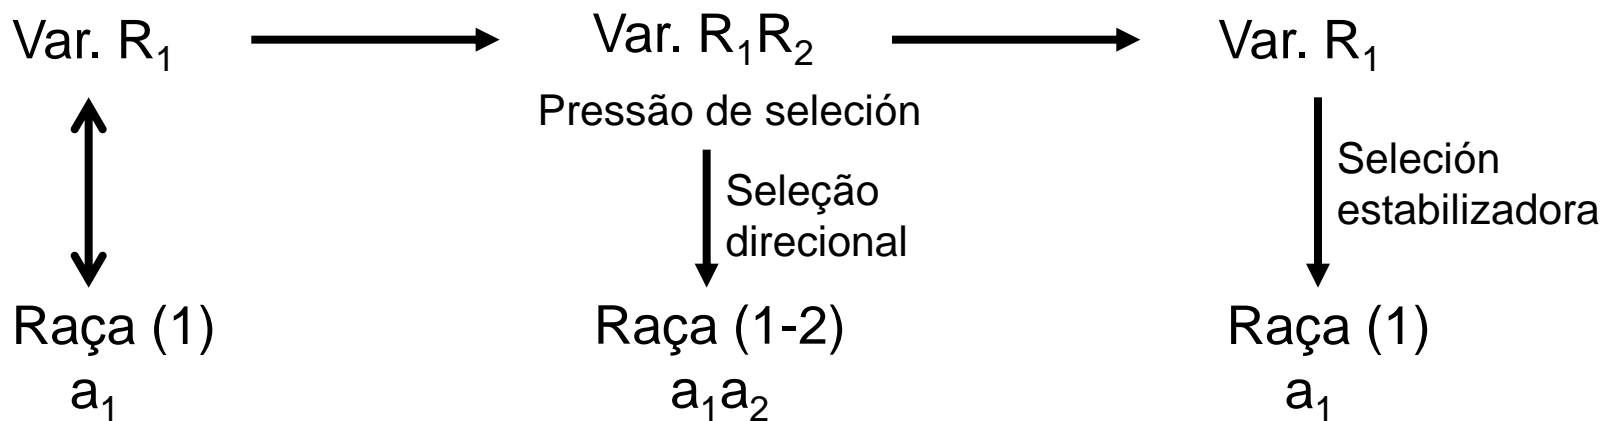 Var. R₁
Var. R₁R₂
Var. R₁
Pressão de seleción
Seleção
direcional
Seleción
estabilizadora
Raça (1)
Raça (1-2)
Raça (1)
a₁
a₁a₂
a₁